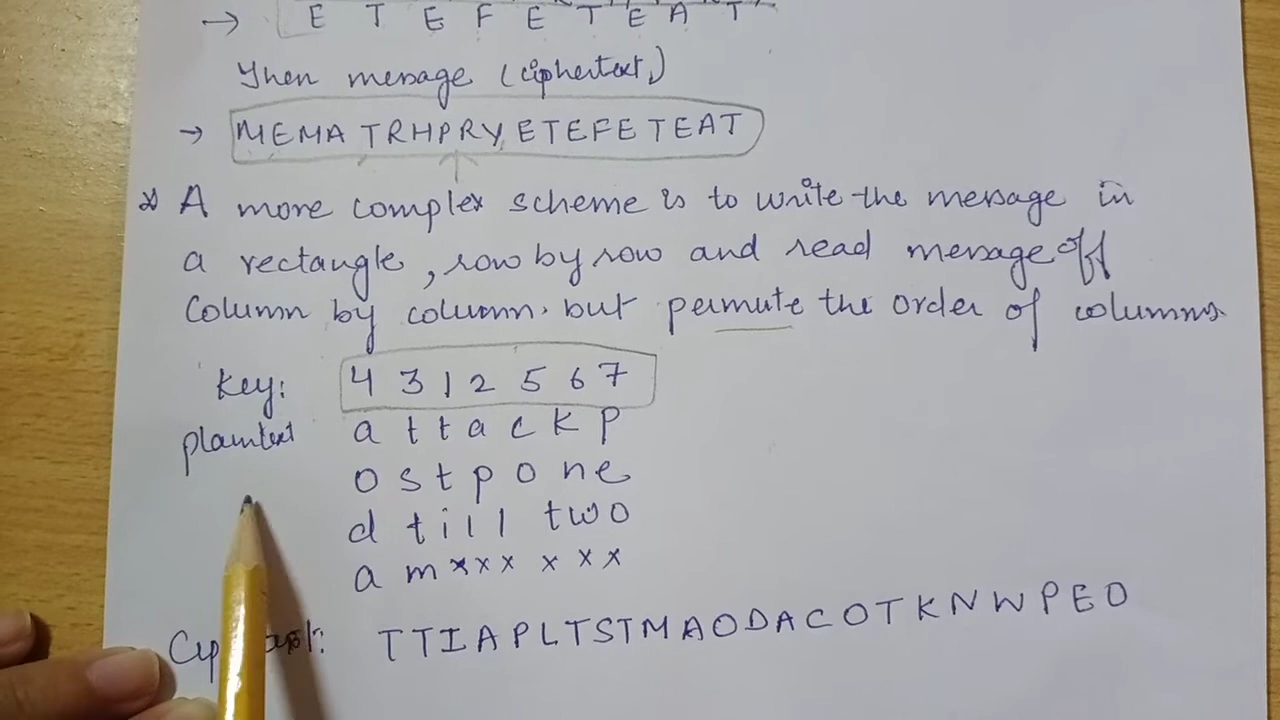 → E T E F E T E A T
Then message (ciphertext,)
→ MEMATRHPRYETEFETEAT
A more complex scheme is to write the message in
a rectangle, row by row and read message off
column by column. but permute the order of columns.
Key: 4 3 1 2 5 6 7
plaintext a t t a c k p
o s t p o n e
d t i l l t w o
a m x x x x x x
TTIAPLTSTMAODACOTKNWPEO